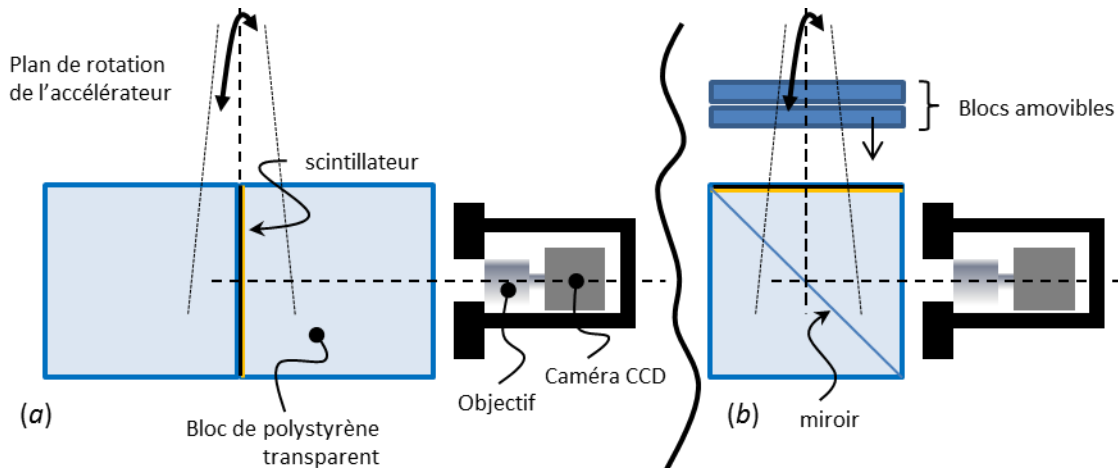 Plan de rotation
de l’accélérateur
scintillateur
Blocs amovibles
Objectif
Caméra CCD
Bloc de polystyrène
transparent
miroir
(a)
(b)